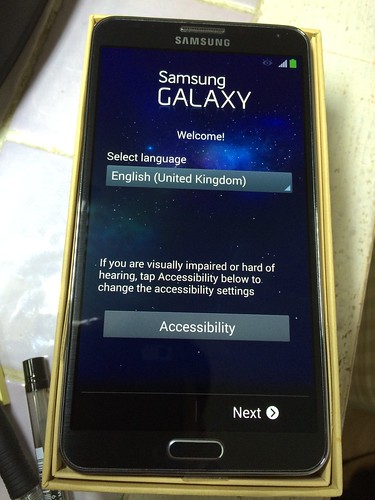 SAMSUNG
Samsung
GALAXY
Welcome!
Select language
English (United Kingdom)
If you are visually impaired or hard of
hearing, tap Accessibility below to
change the accessibility settings
Accessibility
Next